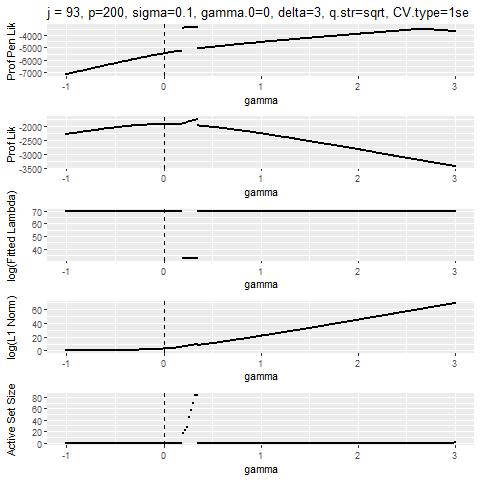 j = 93, p=200, sigma=0.1, gamma.0=0, delta=3, q.str=sqrt, CV.type=1se
Prof Pen Lik
-4000
-5000
-6000
-7000
-1 0 1 2 3
gamma
Prof Lik
-2000
-2500
-3000
-3500
-1 0 1 2 3
gamma
log(Fitted Lambda)
70
60
50
40
-1 0 1 2 3
gamma
log(L1 Norm)
60
40
20
0
-1 0 1 2 3
gamma
Active Set Size
80
60
40
20
0
-1 0 1 2 3
gamma